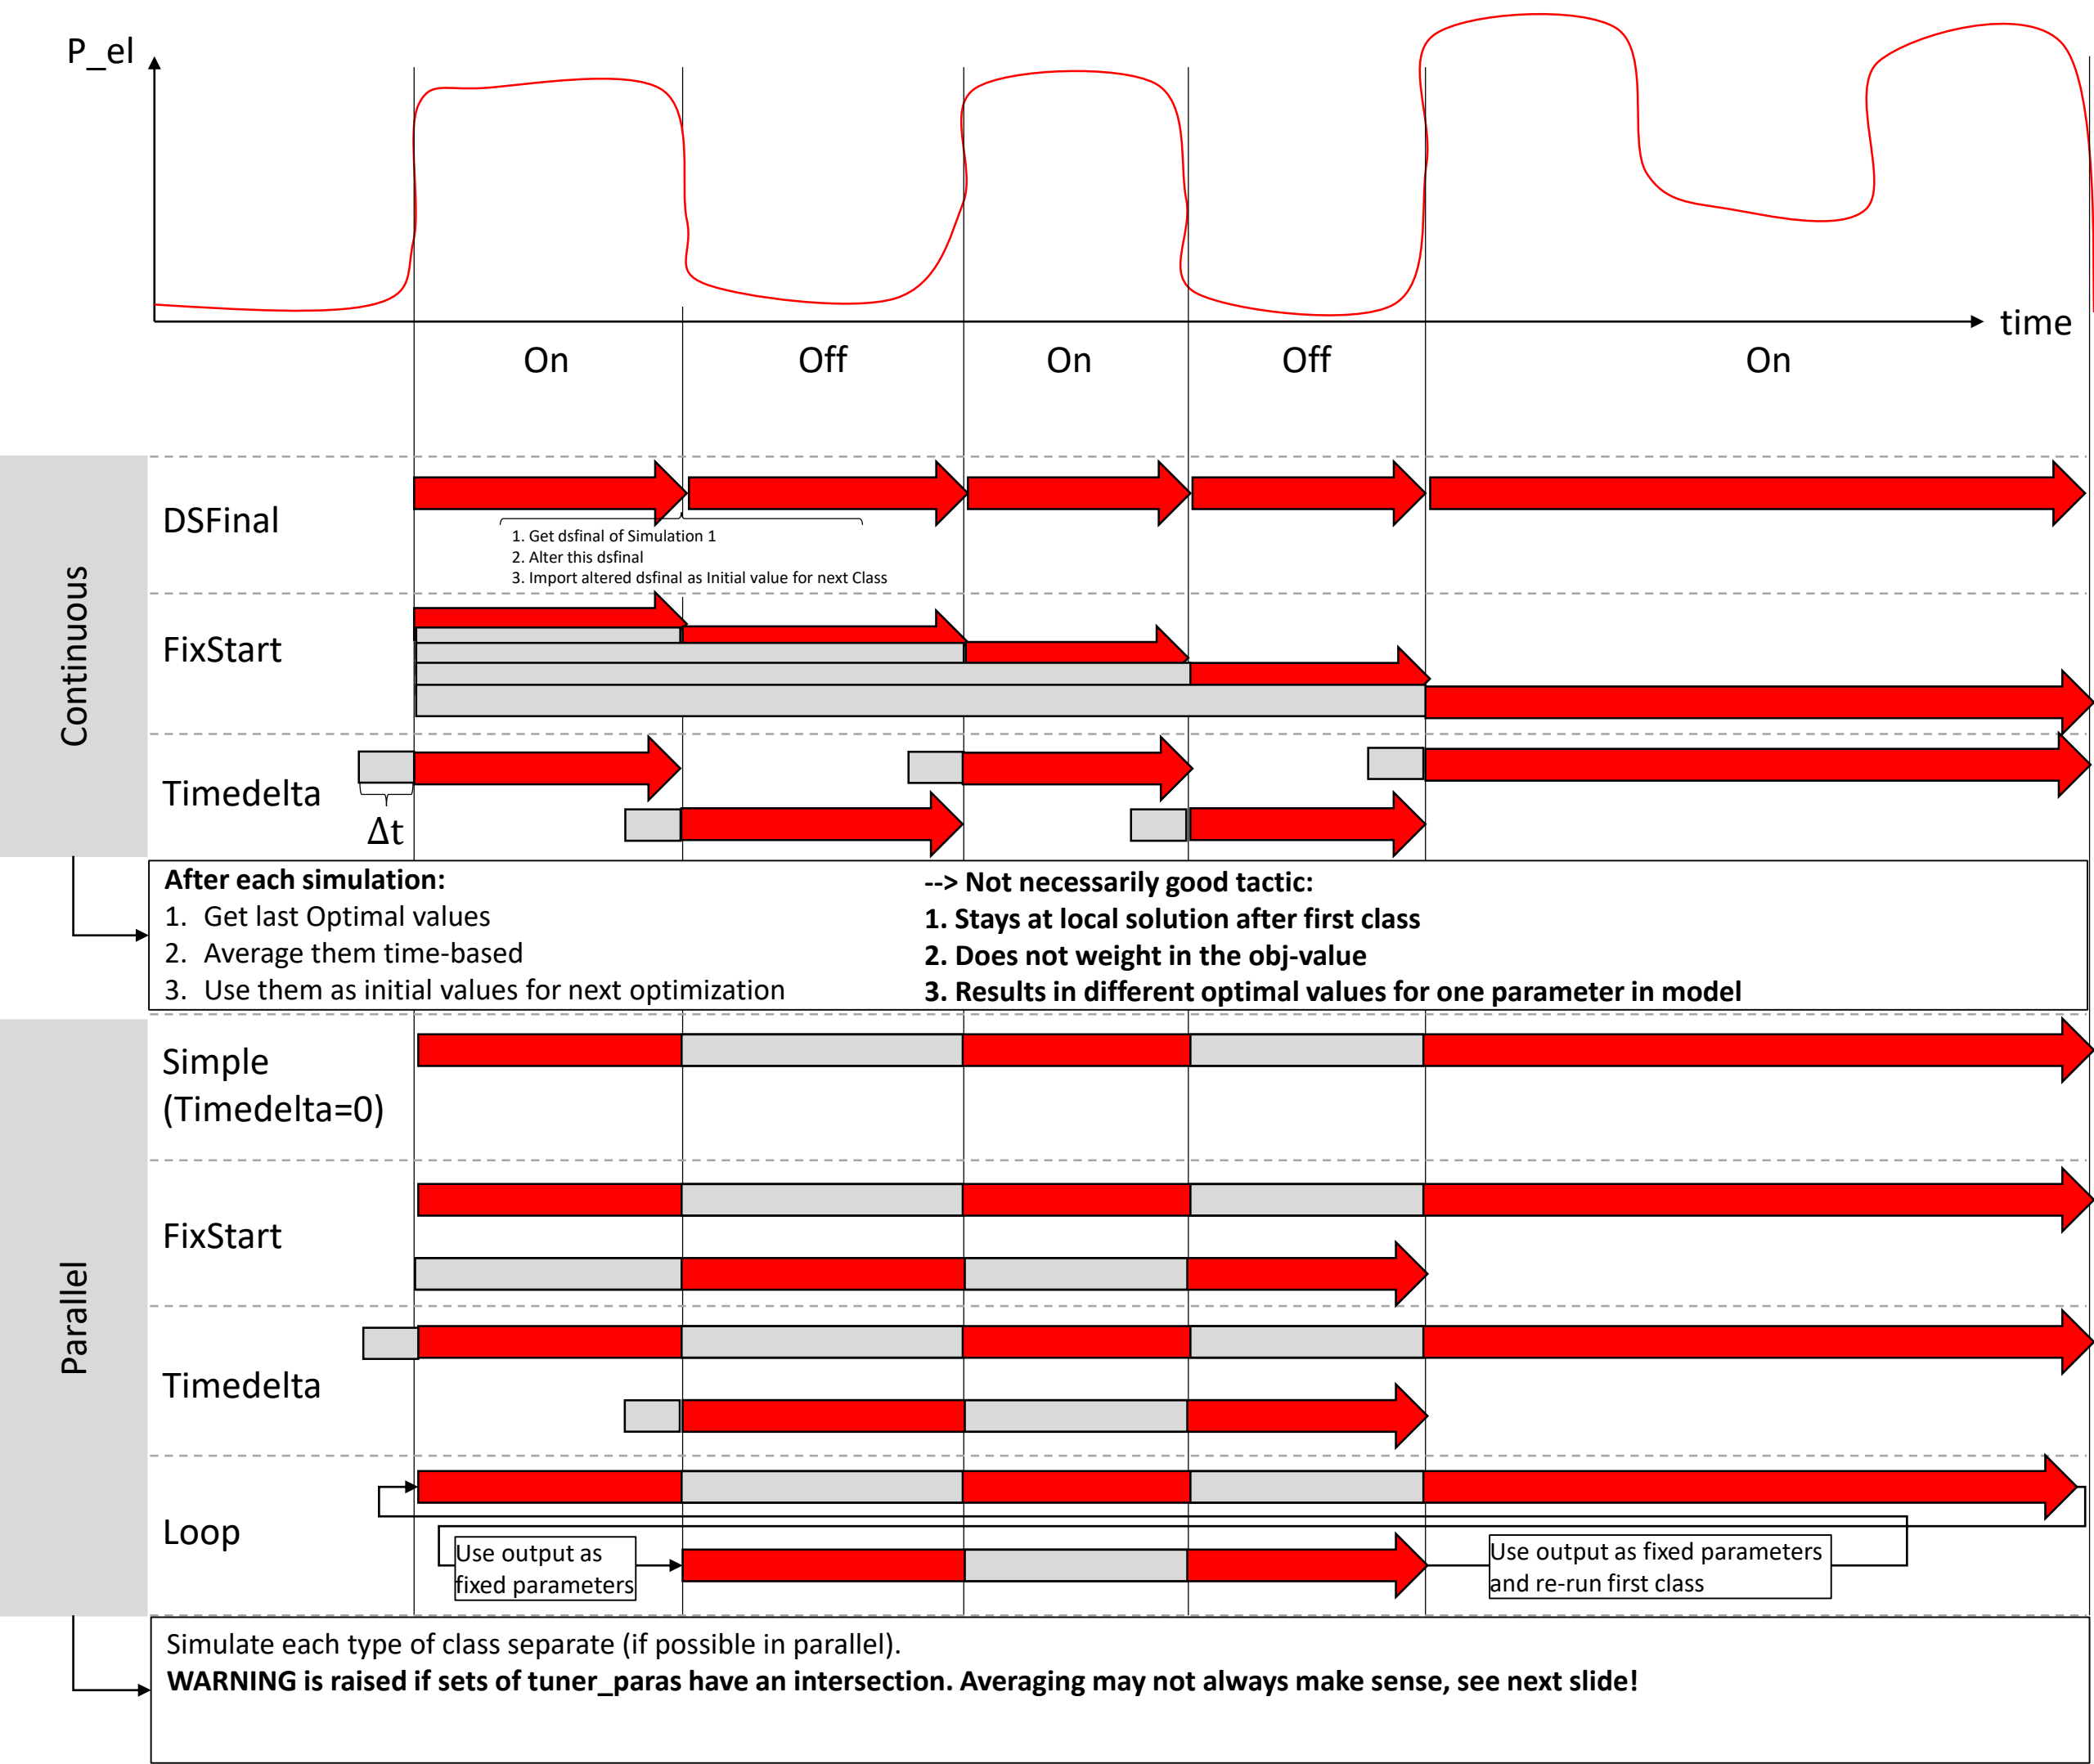 P_el
time
On
Off
On
Off
On
Continuous
DSFinal
1. Get dsfinal of Simulation 1
2. Alter this dsfinal
3. Import altered dsfinal as Initial value for next Class
FixStart
Timedelta
Δt
After each simulation:
1. Get last Optimal values
2. Average them time-based
3. Use them as initial values for next optimization
--> Not necessarily good tactic:
1. Stays at local solution after first class
2. Does not weight in the obj-value
3. Results in different optimal values for one parameter in model
Parallel
Simple
(Timedelta=0)
FixStart
Timedelta
Loop
Use output as
fixed parameters
Use output as fixed parameters
and re-run first class
Simulate each type of class separate (if possible in parallel).
WARNING is raised if sets of tuner_paras have an intersection. Averaging may not always make sense, see next slide!